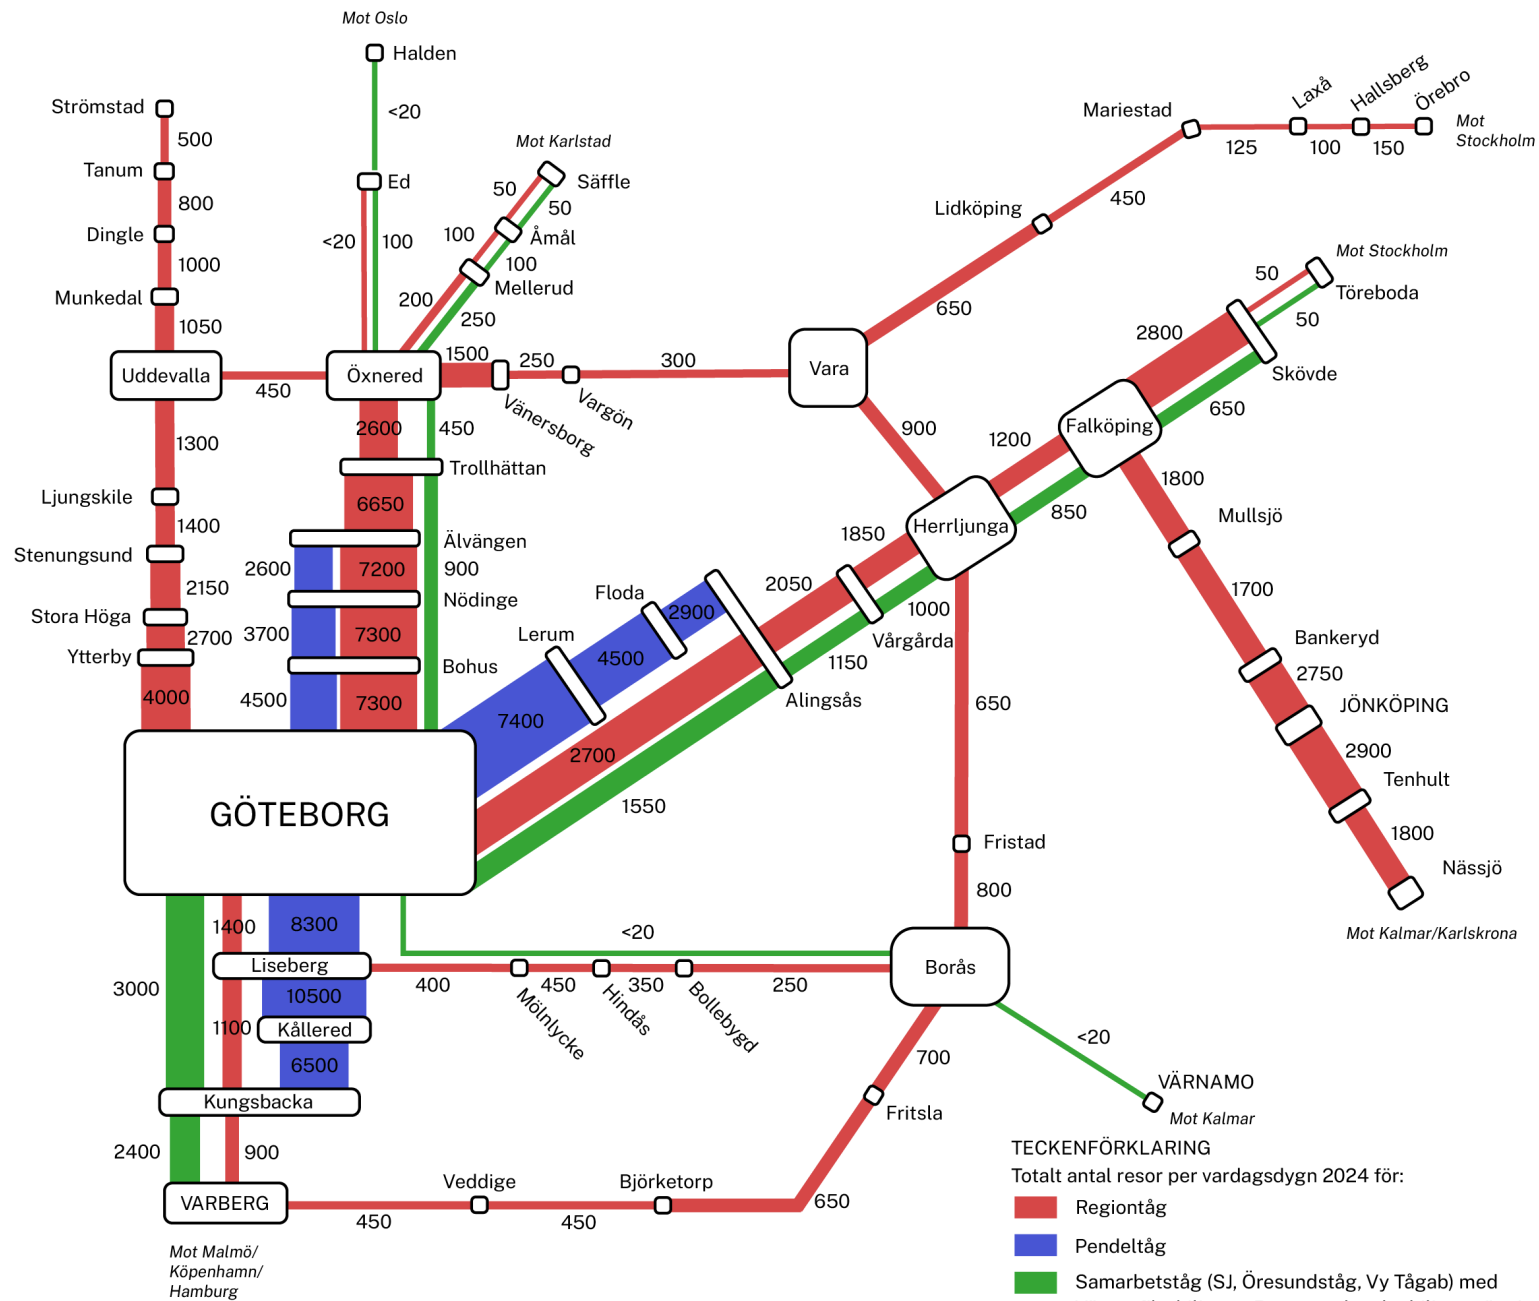 Mot Oslo
Halden
<20
Strömstad
500
Tanum
800
Dingle
1000
Munkedal
1050
Uddevalla
450
Ed
<20
100
Mot Karlstad
Säffle
50
50
Åmål
100
100
Mellerud
200
250
Öxnered
1500
Vänersborg
250
Vargön
300
Vara
Mariestad
125
Laxå
100
Hallsberg
150
Örebro
Mot
Stockholm
450
Lidköping
650
900
Mot Stockholm
50
Töreboda
50
2800
Skövde
650
Falköping
1200
850
Herrljunga
1800
Mullsjö
1700
Bankeryd
2750
JÖNKÖPING
2900
Tenhult
1800
Nässjö
Mot Kalmar/Karlskrona
1300
Ljungskile
1400
Stenungsund
2150
Stora Höga
2700
Ytterby
4000
2600
450
Trollhättan
6650
Älvängen
2600
7200
900
Nödinge
3700
7300
Bohus
4500
7300
Floda
2900
Lerum
4500
7400
2050
1850
1000
Vårgårda
1150
Alingsås
2700
1550
650
Fristad
800
GÖTEBORG
1400
8300
<20
Liseberg
400
Mölnlycke
450
Hindås
350
Bollebygd
250
Borås
3000
10500
1100
Kållered
6500
Kungsbacka
2400
900
VARBERG
Mot Malmö/
Köpenhamn/
Hamburg
450
Veddige
450
Björketorp
650
Fritsla
700
<20
VÄRNAMO
Mot Kalmar
TECKENFÖRKLARING
Totalt antal resor per vardagsdygn 2024 för:
Regiontåg
Pendeltåg
Samarbetståg (SJ, Öresundståg, Vy Tågab) med